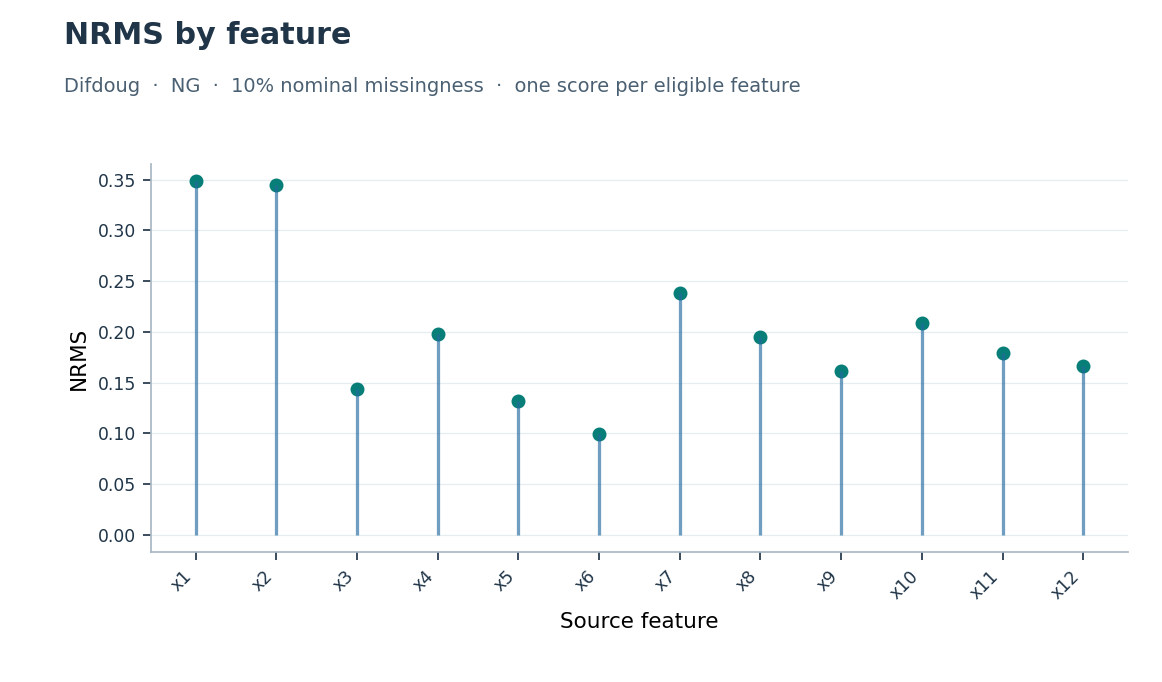 NRMS by feature
Difdoug · NG · 10% nominal missingness · one score per eligible feature
0.35
0.30
0.25
0.20
0.15
0.10
0.05
0.00
NRMS
x1 x2 x3 x4 x5 x6 x7 x8 x9 x10 x11 x12
Source feature